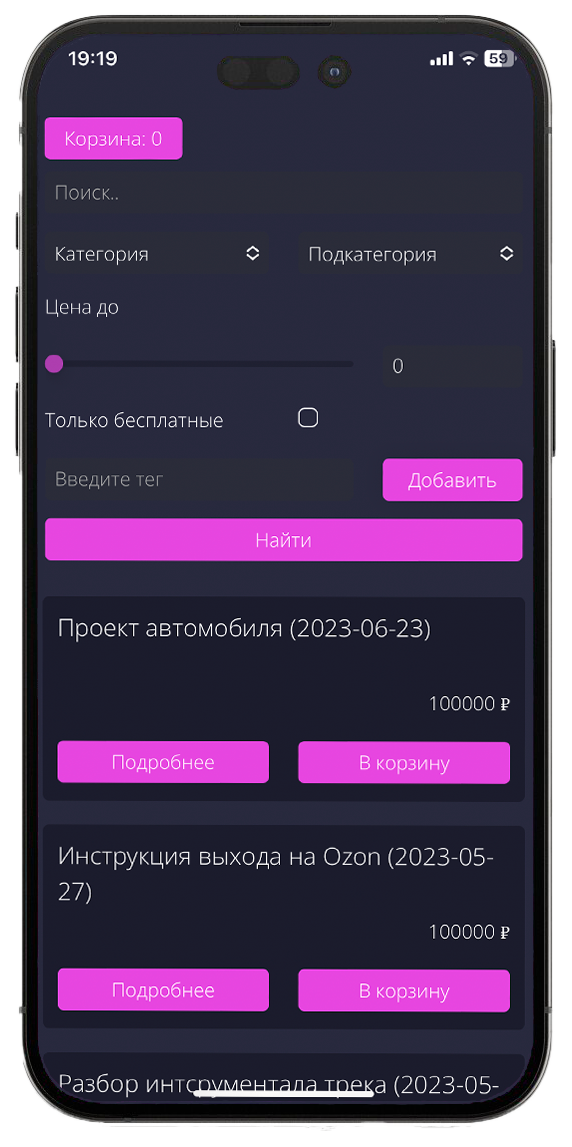 19:19
59
Корзина: 0
Поиск..
Категория
Подкатегория
Цена до
0
Только бесплатные
Введите тег
Добавить
Найти
Проект автомобиля (2023-06-23)
100000 ₽
Подробнее
В корзину
Инструкция выхода на Ozon (2023-05-
27)
100000 ₽
Подробнее
В корзину
Разбор интсрументала трека (2023-05-